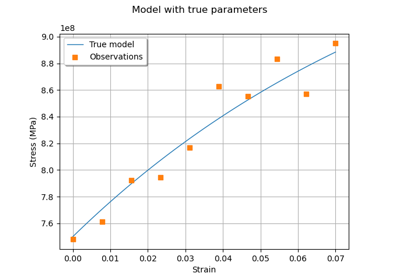 Model with true parameters
1e8
9.0
8.8
8.6
8.4
8.2
8.0
7.8
7.6
True model
Observations
Stress (MPa)
0.00 0.01 0.02 0.03 0.04 0.05 0.06 0.07
Strain